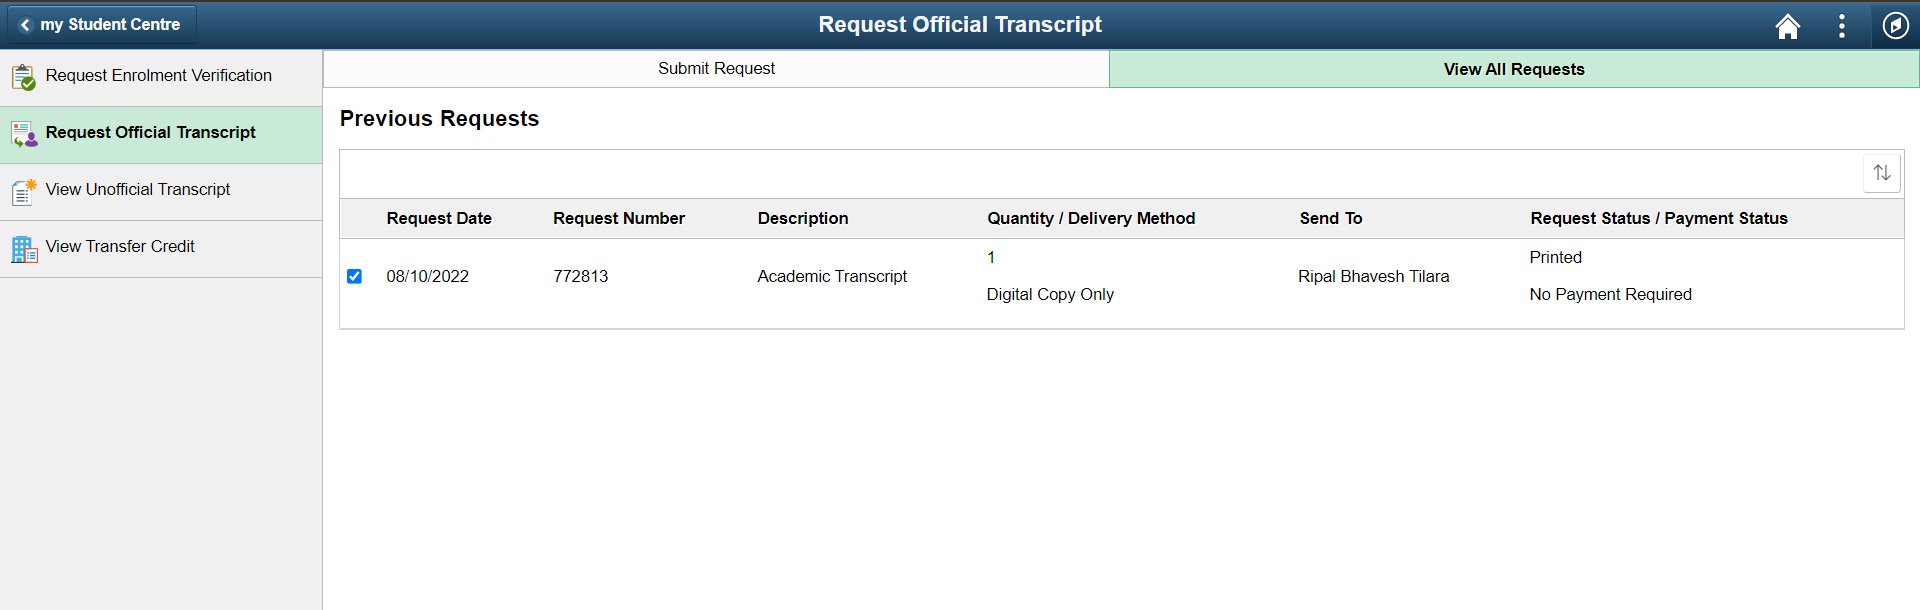 my Student Centre
Request Official Transcript
Request Enrolment Verification
Request Official Transcript
View Unofficial Transcript
View Transfer Credit
Submit Request
View All Requests
Previous Requests
Request Date Request Number Description Quantity / Delivery Method Send To Request Status / Payment Status
08/10/2022 772813 Academic Transcript 1 Ripal Bhavesh Tilara Printed
Digital Copy Only No Payment Required